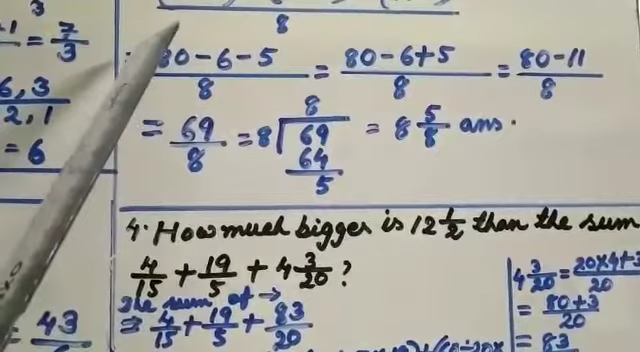 3
= 7/3
6,3
2,1
= 6
8
80-6-5/8 = 80-6+5/8 = 80-11/8
= 69/8 = 8)69(8 = 8 5/8 ans.
64
5
4. How much bigger is 12 1/2 than the sum
4/15 + 19/5 + 4 3/20 ?
The sum of →
⇒ 4/15 + 19/5 + 83/20
4 3/20 = 20×4+3/20
= 80+3/20
= 83
= 43